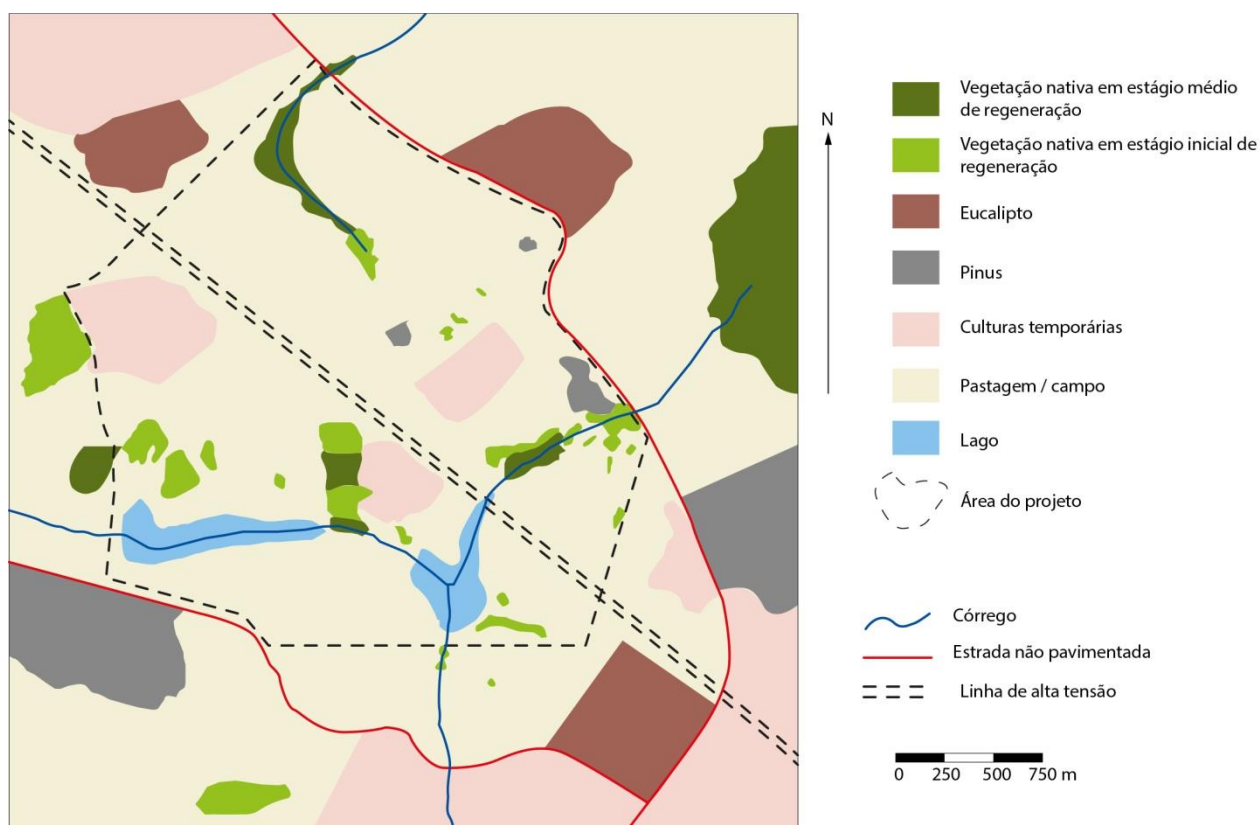 Vegetação nativa em estágio médio
de regeneração
N
Vegetação nativa em estágio inicial de
regeneração
Eucalipto
Pinus
Culturas temporárias
Pastagem / campo
Lago
Área do projeto
Córrego
Estrada não pavimentada
Linha de alta tensão
0 250 500 750 m